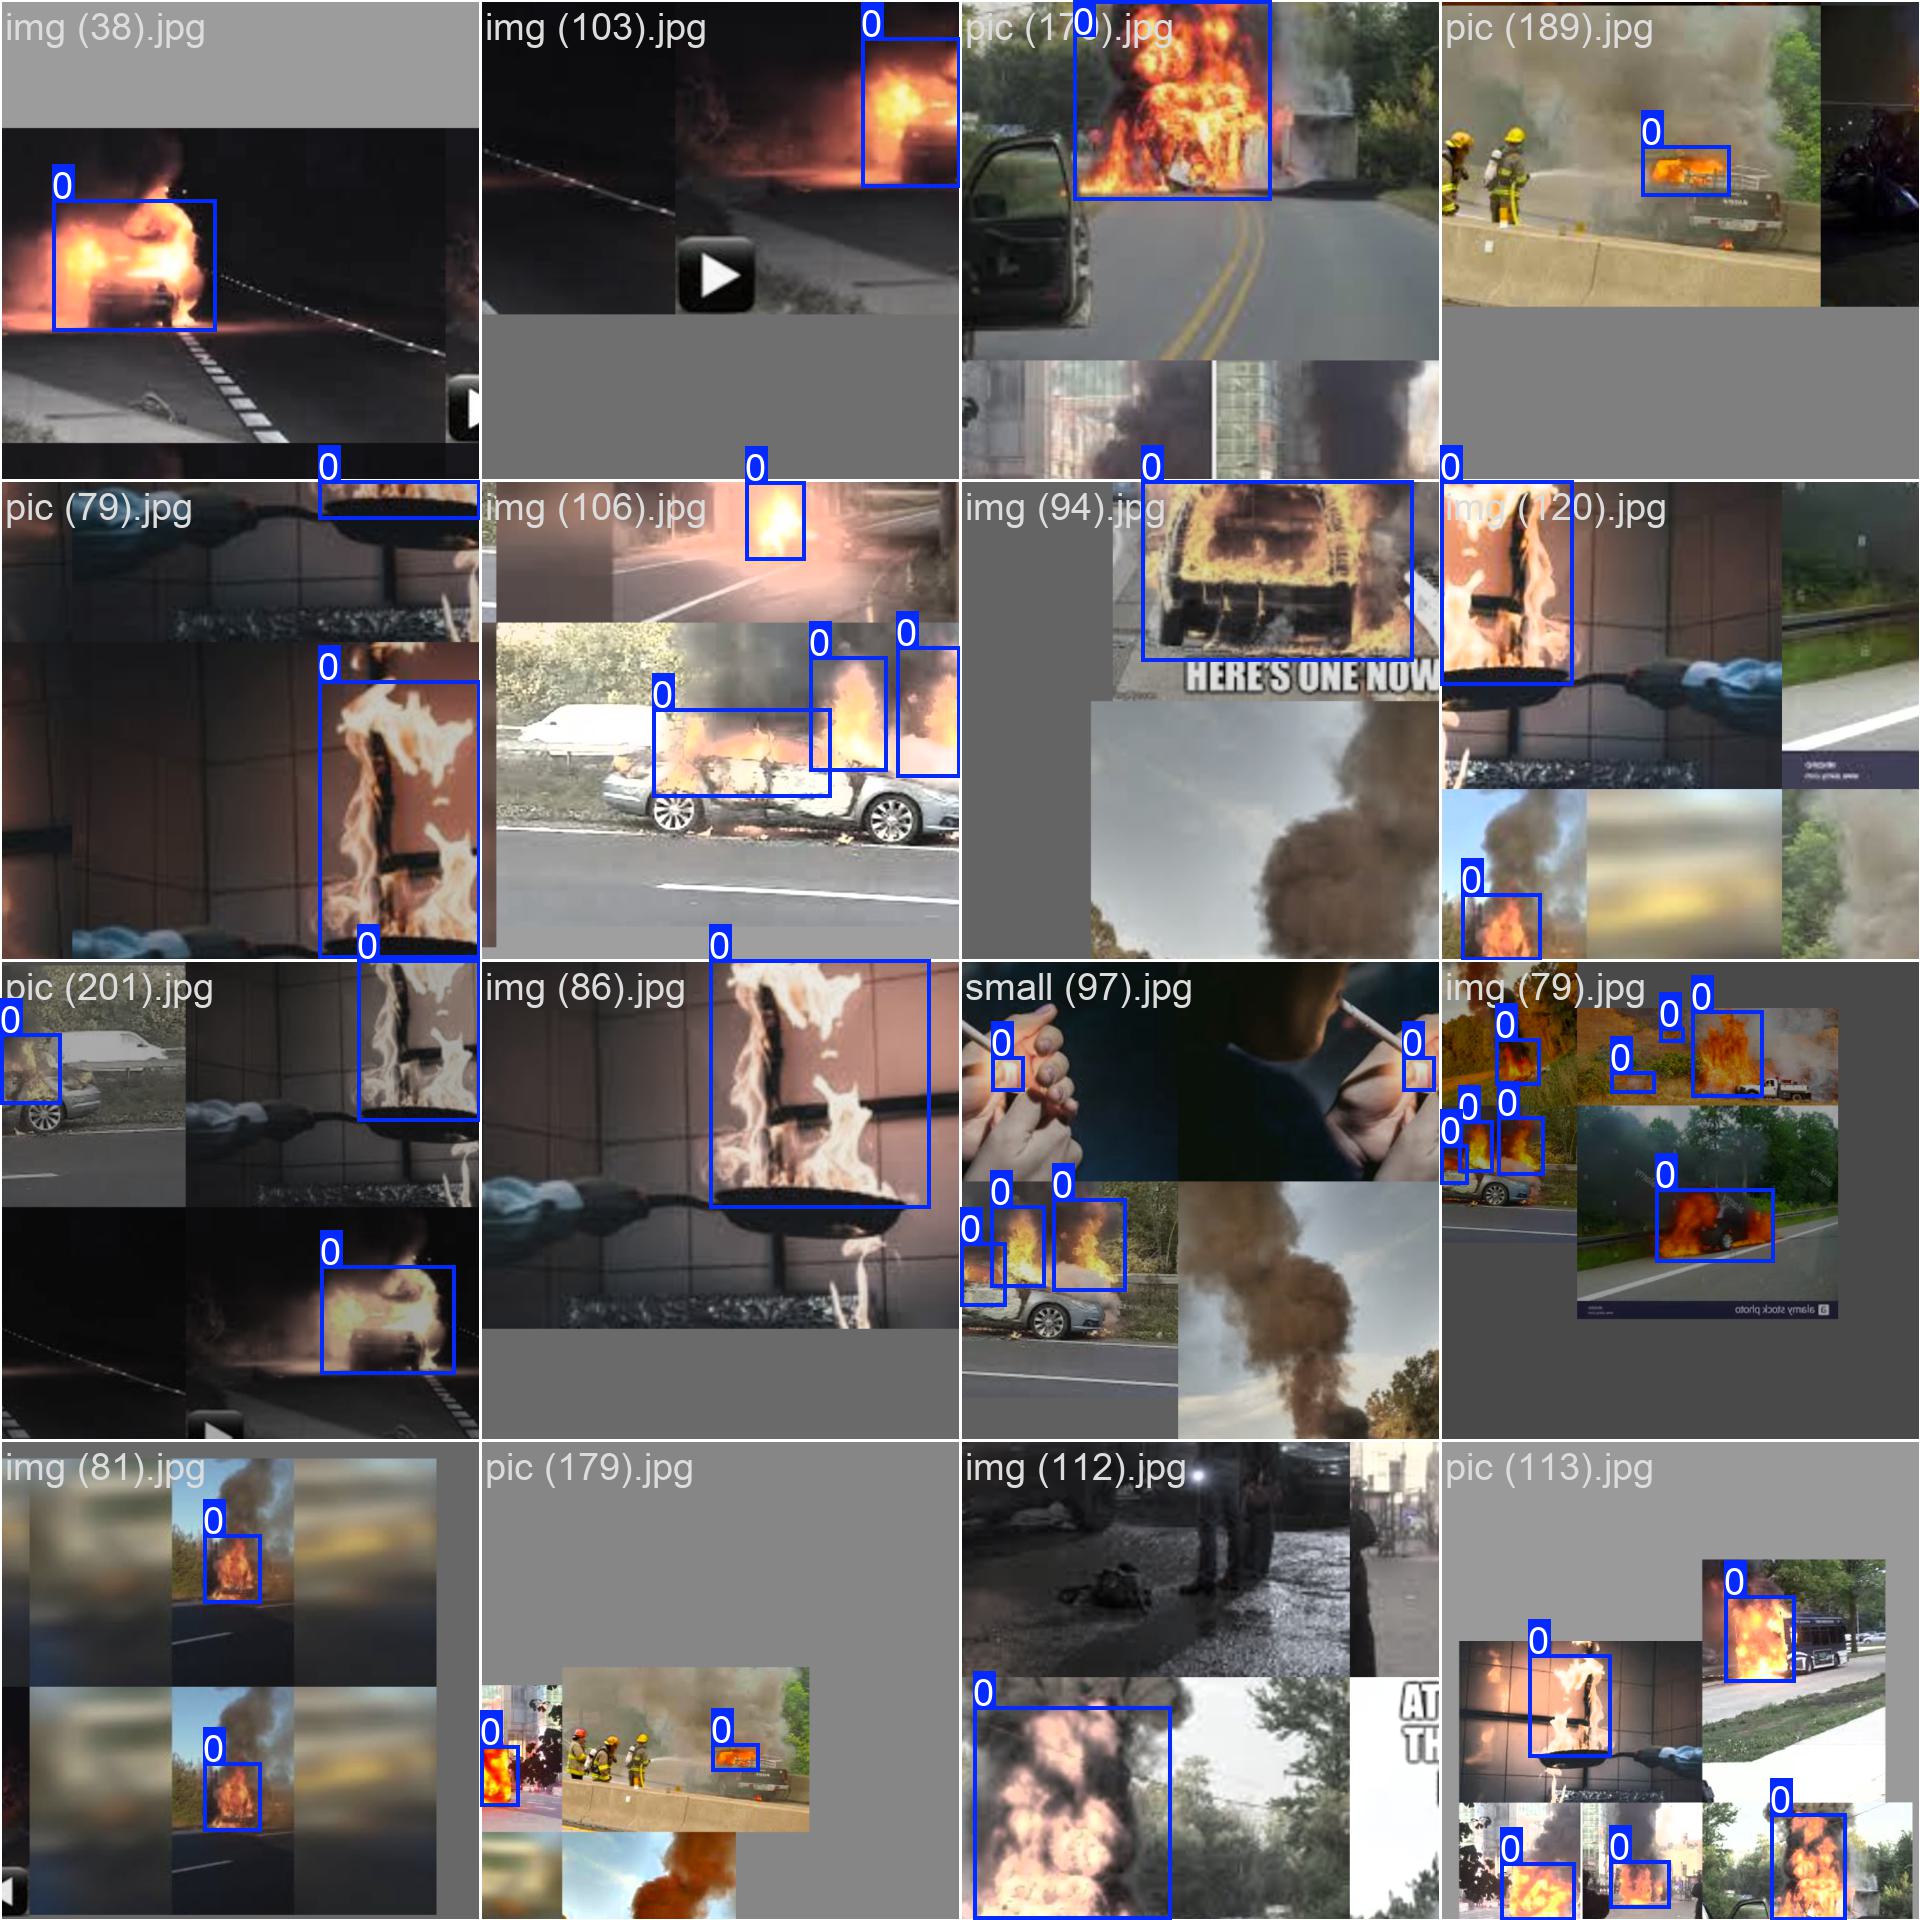 img (38).jpg
0
img (103).jpg
0
pic (170).jpg
0
pic (189).jpg
0
pic (79).jpg
0
0
img (106).jpg
0
0
0
0
img (94).jpg
0
HERE'S ONE NOW
img (120).jpg
0
0
pic (201).jpg
0
0
0
img (86).jpg
0
small (97).jpg
0
0
0
0
0
img (79).jpg
0
0
0
0
0
0
0
0
alamy stock photo
img (81).jpg
0
0
pic (179).jpg
0
0
img (112).jpg
0
AT
TH
pic (113).jpg
0
0
0
0
0